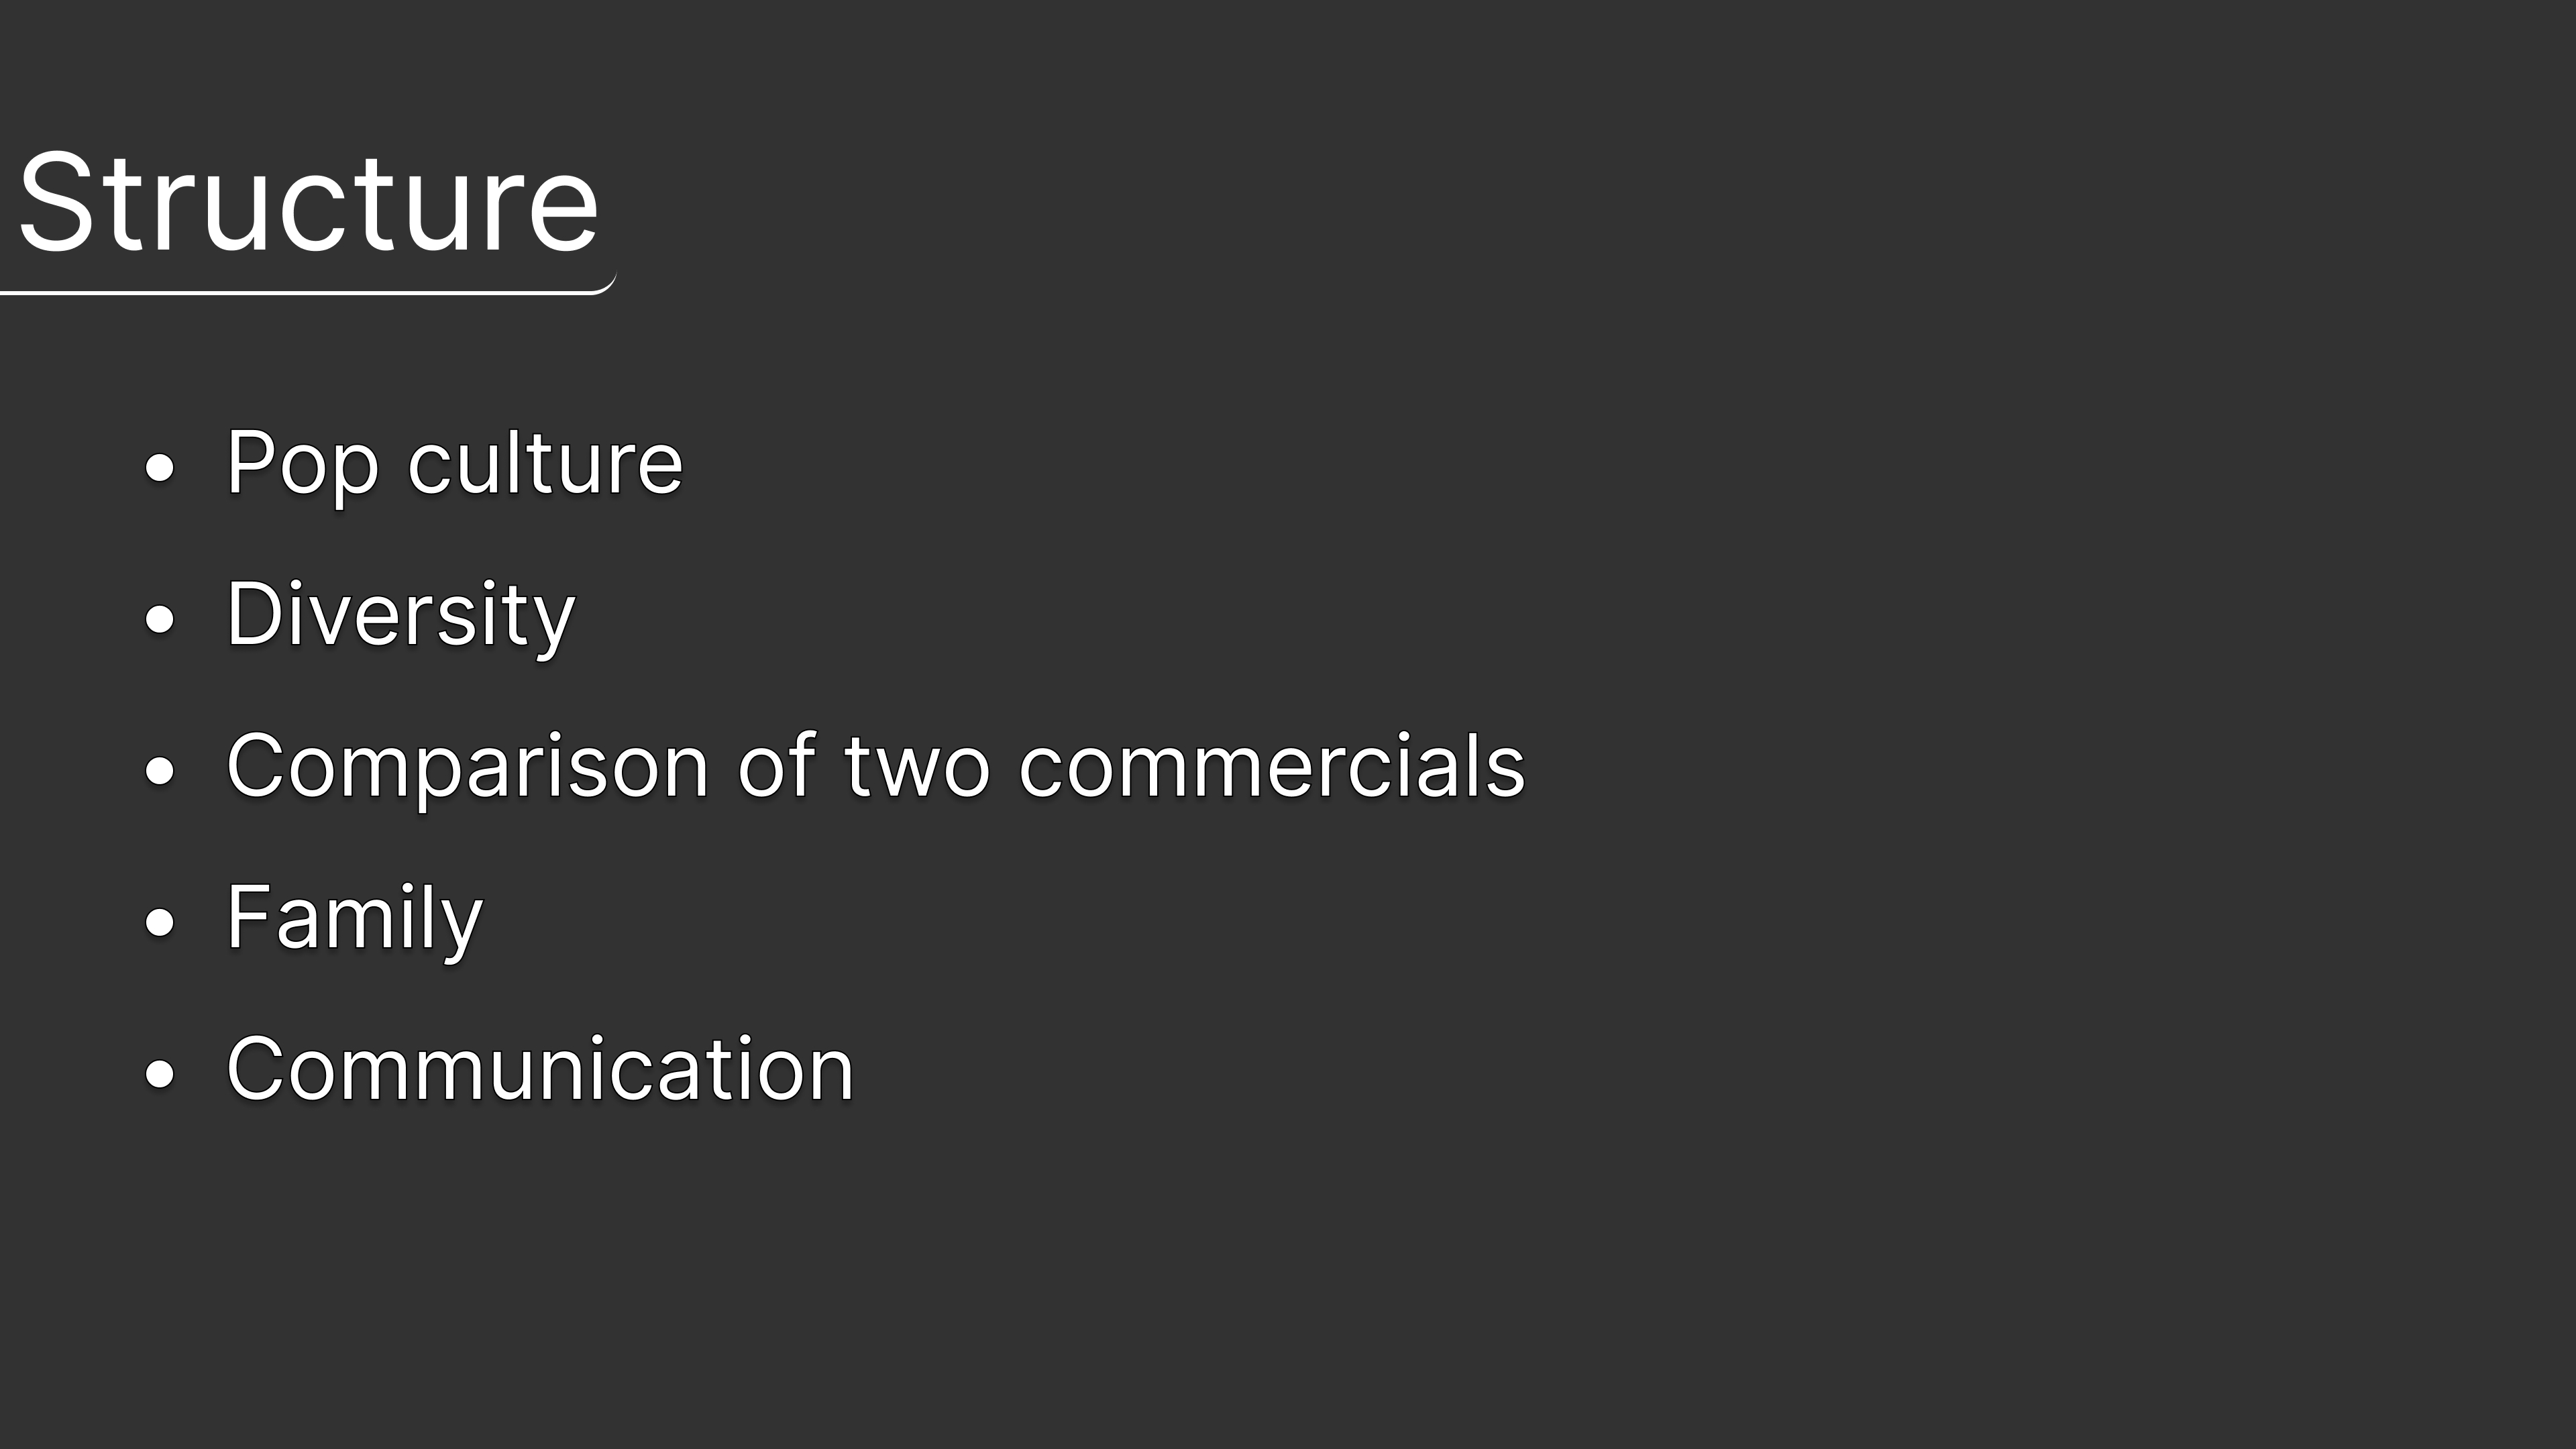 Structure
• Pop culture
• Diversity
• Comparison of two commercials
• Family
• Communication